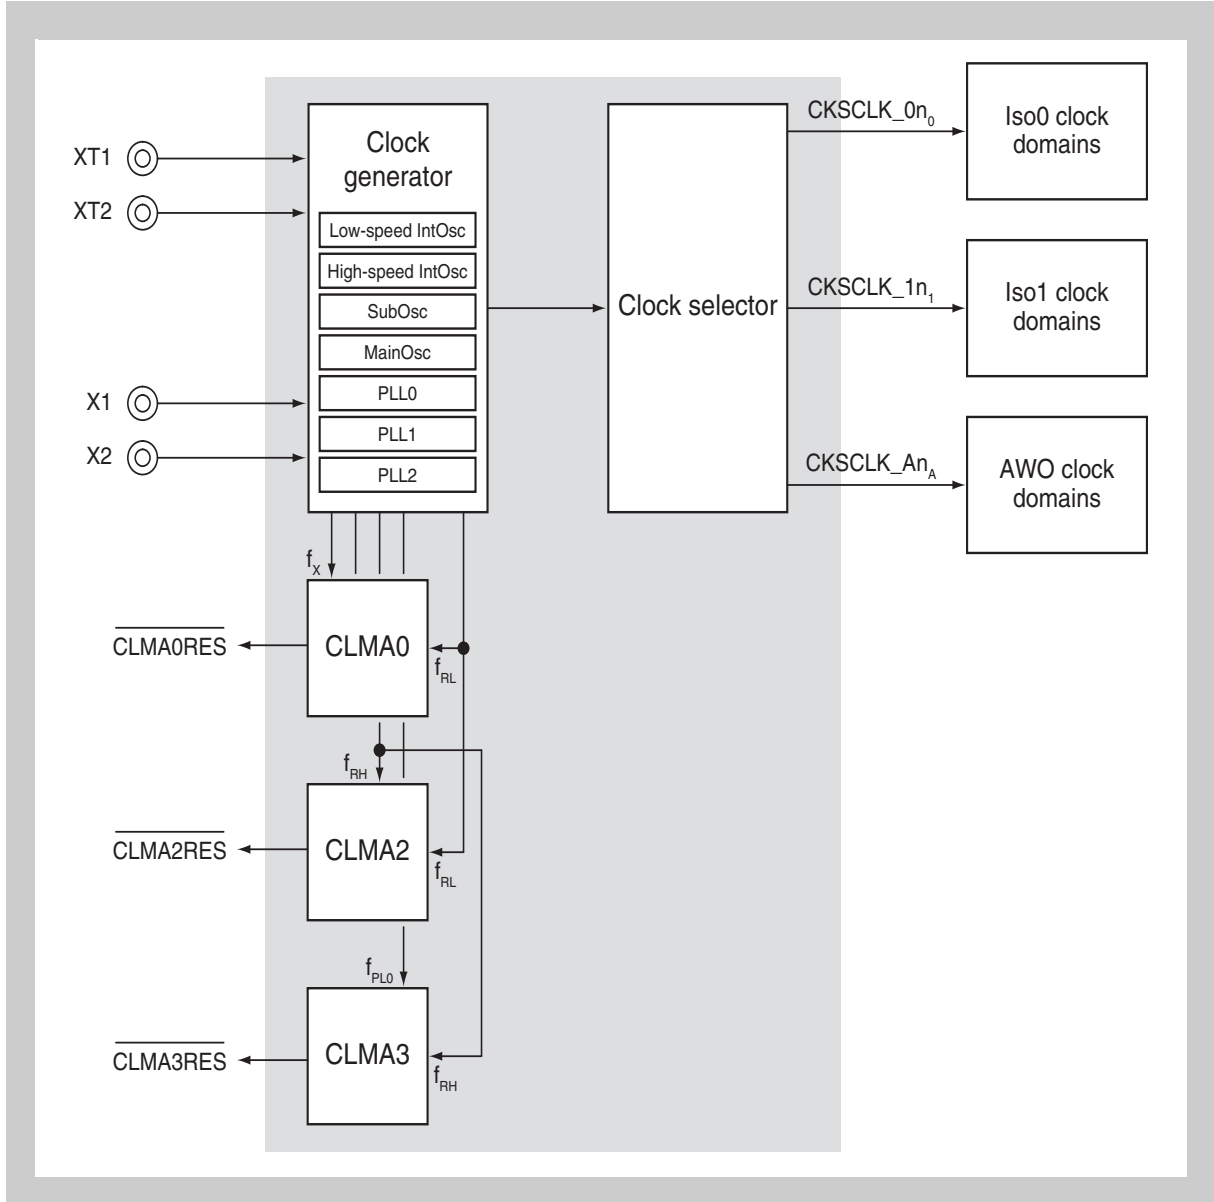 XT1
XT2
X1
X2
Clock
generator
Low-speed IntOsc
High-speed IntOsc
SubOsc
MainOsc
PLL0
PLL1
PLL2
Clock selector
CKSCLK_0n0
CKSCLK_1n1
CKSCLK_AnA
Iso0 clock
domains
Iso1 clock
domains
AWO clock
domains
fX
CLMA0
fRL
CLMA0RES
fRH
CLMA2
fRL
CLMA2RES
fPL0
CLMA3
fRH
CLMA3RES